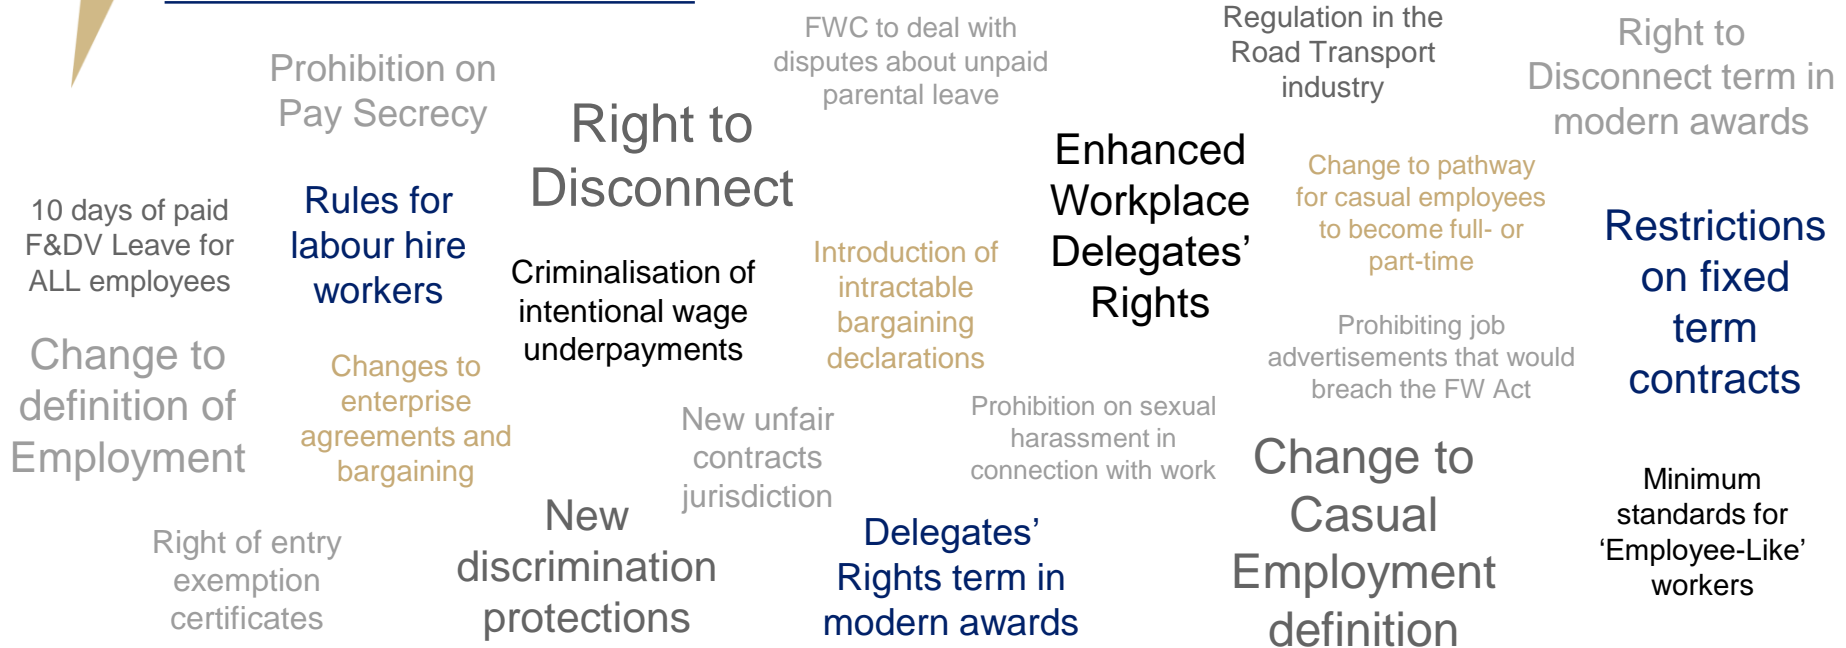 FWC to deal with
disputes about unpaid
parental leave
Regulation in the
Road Transport
industry
Right to
Disconnect term in
modern awards
Prohibition on
Pay Secrecy
Right to
Disconnect
Enhanced
Workplace
Delegates’
Rights
Change to pathway
for casual employees
to become full- or
part-time
10 days of paid
F&DV Leave for
ALL employees
Rules for
labour hire
workers
Criminalisation of
intentional wage
underpayments
Introduction of
intractable
bargaining
declarations
Restrictions
on fixed
term
contracts
Prohibiting job
advertisements that would
breach the FW Act
Change to
definition of
Employment
Changes to
enterprise
agreements and
bargaining
New unfair
contracts
jurisdiction
Prohibition on sexual
harassment in
connection with work
Change to
Casual
Employment
definition
Minimum
standards for
‘Employee-Like’
workers
Right of entry
exemption
certificates
New
discrimination
protections
Delegates’
Rights term in
modern awards